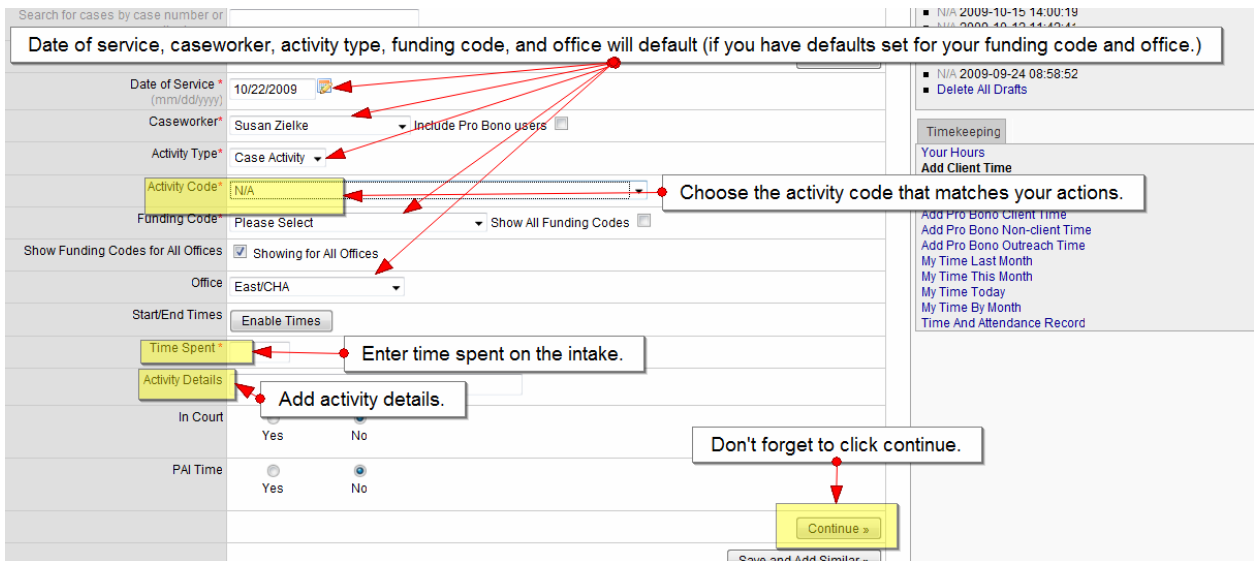 Search for cases by case number or
Date of service, caseworker, activity type, funding code, and office will default (if you have defaults set for your funding code and office.)
Date of Service *
(mm/dd/yyyy)
10/22/2009
Caseworker*
Susan Zielke
Include Pro Bono users
Activity Type*
Case Activity
Activity Code*
N/A
Choose the activity code that matches your actions.
Funding Code*
Please Select
Show All Funding Codes
Show Funding Codes for All Offices
Showing for All Offices
Office
East/CHA
Start/End Times
Enable Times
Time Spent *
Enter time spent on the intake.
Activity Details
Add activity details.
In Court
Yes No
Don't forget to click continue.
PAI Time
Yes No
Continue »
Save and Add Similar »
N/A 2009-10-15 14:00:19
N/A 2009-09-24 08:58:52
Delete All Drafts
Timekeeping
Your Hours
Add Client Time
Add Pro Bono Client Time
Add Pro Bono Non-client Time
Add Pro Bono Outreach Time
My Time Last Month
My Time This Month
My Time Today
My Time By Month
Time And Attendance Record